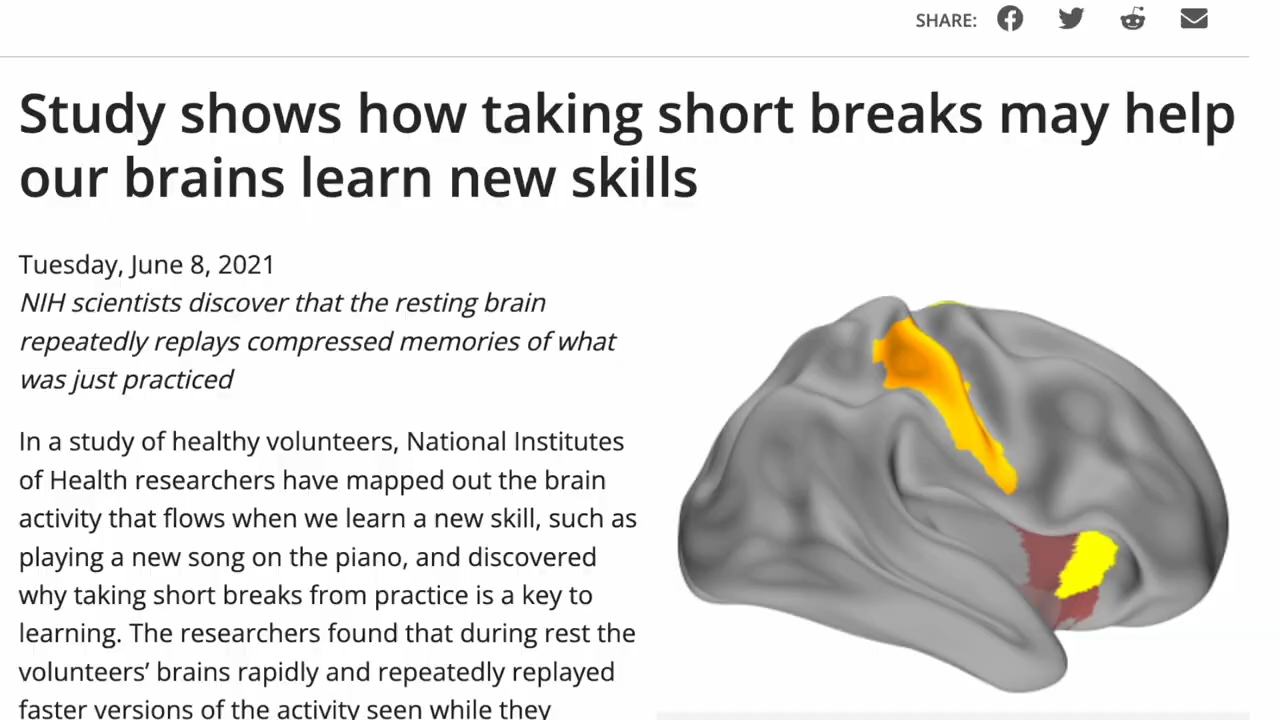 SHARE:
Study shows how taking short breaks may help
our brains learn new skills
Tuesday, June 8, 2021
NIH scientists discover that the resting brain
repeatedly replays compressed memories of what
was just practiced
In a study of healthy volunteers, National Institutes
of Health researchers have mapped out the brain
activity that flows when we learn a new skill, such as
playing a new song on the piano, and discovered
why taking short breaks from practice is a key to
learning. The researchers found that during rest the
volunteers’ brains rapidly and repeatedly replayed
faster versions of the activity seen while they